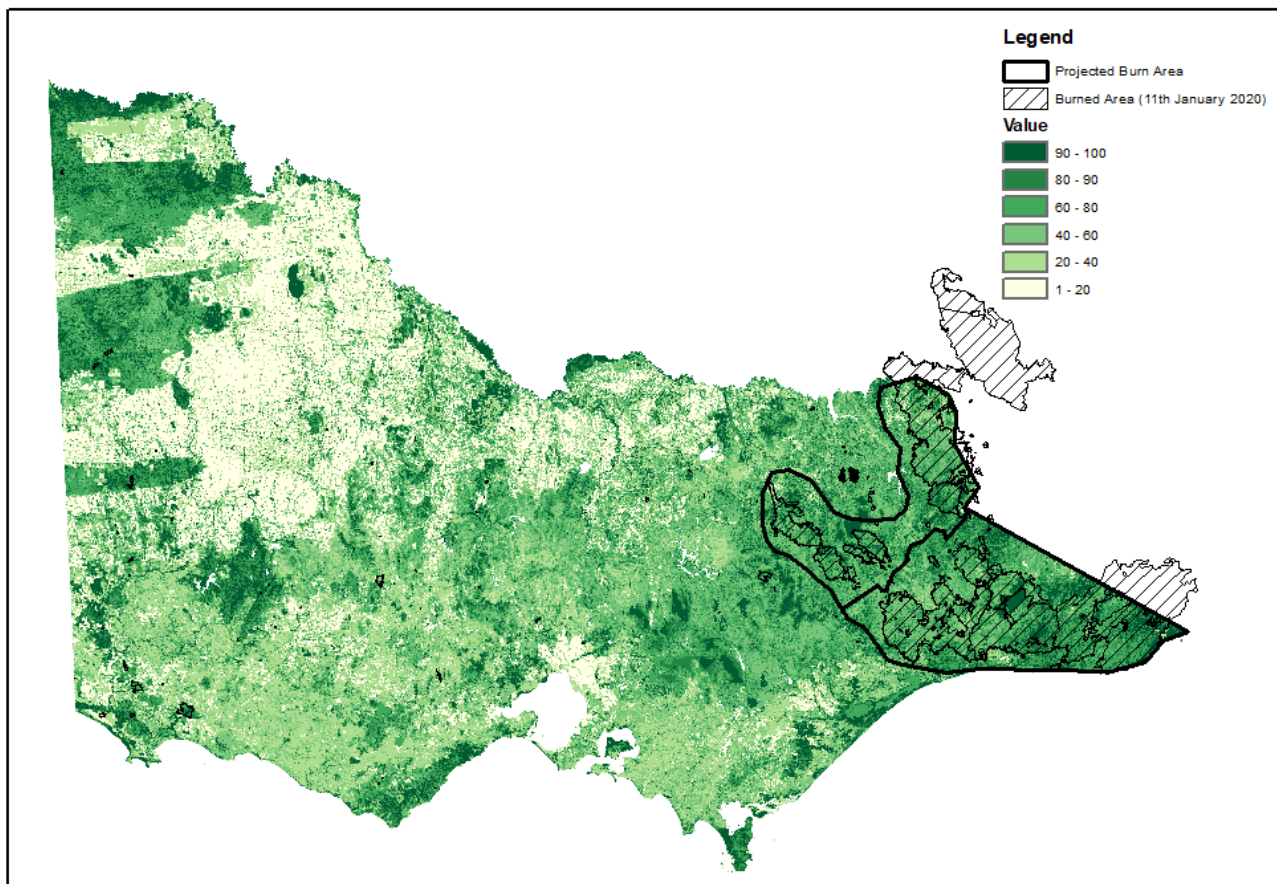 Legend
Projected Burn Area
Burned Area (11th January 2020)
Value
90 - 100
80 - 90
60 - 80
40 - 60
20 - 40
1 - 20